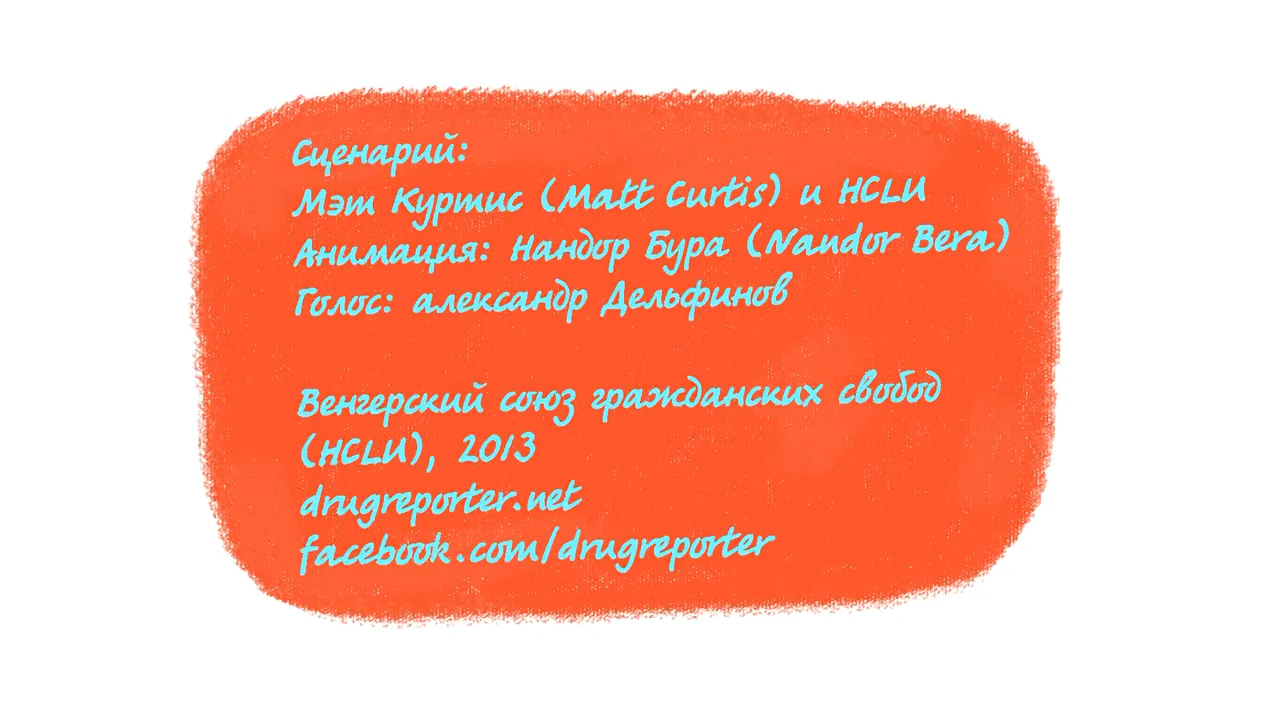 Сценарий:
Мэт Куртис (Matt Curtis) и HCLU
Анимация: Нандор Бура (Nandor Bera)
Голос: александр Дельфинов
Венгерский союз гражданских свобод
(HCLU), 2013
drugreporter.net
facebook.com/drugreporter